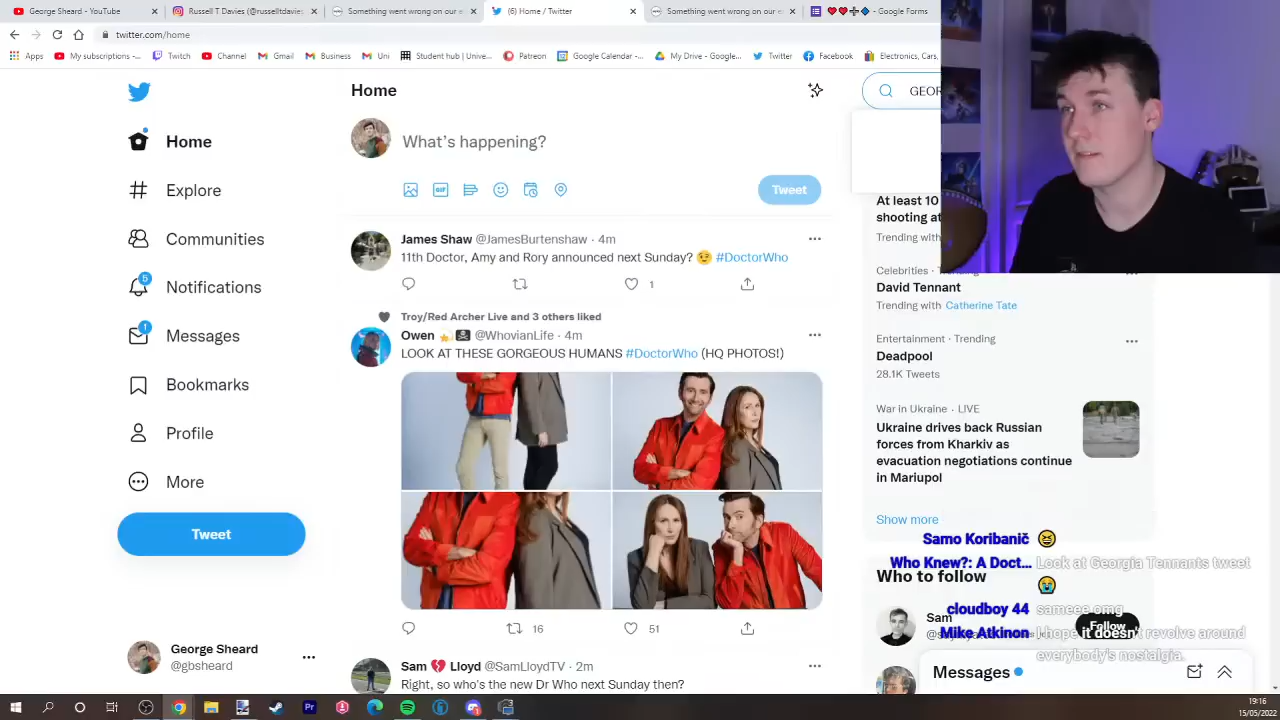 George Sheard - YouTube
Russell T Davies (@russelltdavies
Something went wrong on our e
(6) Home / Twitter
Something went wrong on our e
Google Forms
twitter.com/home
Apps
My subscriptions -...
Twitch
Channel
Gmail
Business
Uni
Student hub | Unive...
Patreon
Google Calendar -...
My Drive - Google...
Twitter
Facebook
Electronics, Cars,
Home
Explore
Communities
5
Notifications
1
Messages
Bookmarks
Profile
More
Tweet
George Sheard
@gbsheard
Home
What's happening?
GIF
Tweet
James Shaw @JamesBurtenshaw · 4m
11th Doctor, Amy and Rory announced next Sunday? 😉 #DoctorWho
1
Troy/Red Archer Live and 3 others liked
Owen @WhovianLife · 4m
LOOK AT THESE GORGEOUS HUMANS #DoctorWho (HQ PHOTOS!)
16
51
Sam 💔 Lloyd @SamLloydTV · 2m
Right, so who's the new Dr Who next Sunday then?
GEOR
At least 10
shooting at
Trending with
Celebrities · Trending
David Tennant
Trending with Catherine Tate
Entertainment · Trending
Deadpool
28.1K Tweets
War in Ukraine · LIVE
Ukraine drives back Russian
forces from Kharkiv as
evacuation negotiations continue
in Mariupol
Show more
Who to follow
Sam
Follow
Samo Koribanič 😆
Who Knew?: A Doct... Look at Georgia Tennants tweet
😭
cloudboy 44 sameee omg
Mike Atkinon I hope it doesn't revolve around
everybody's nostalgia.
Messages
Pr
19:16
15/05/2022